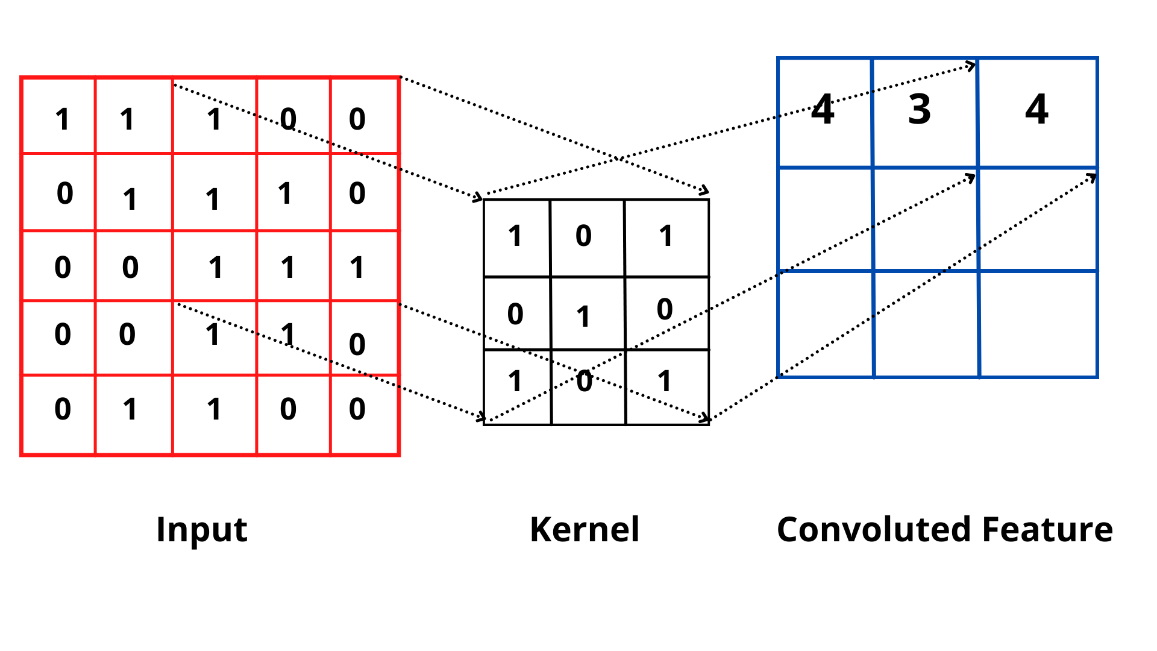 1 1 1 0 0
0 1 1 1 0
0 0 1 1 1
0 0 1 1 0
0 1 1 0 0
Input
1 0 1
0 1 0
1 0 1
Kernel
4 3 4
Convoluted Feature